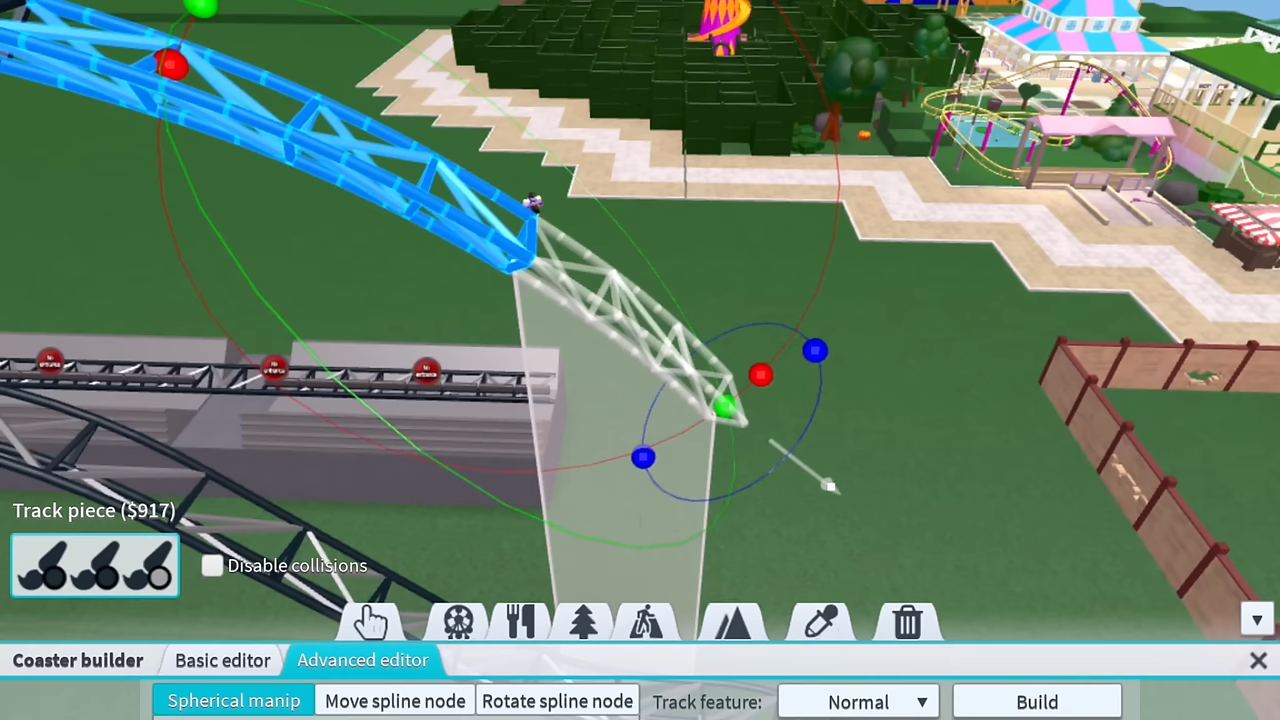 Track piece ($917)
Disable collisions
Coaster builder
Basic editor
Advanced editor
Spherical manip
Move spline node
Rotate spline node
Track feature:
Normal
Build